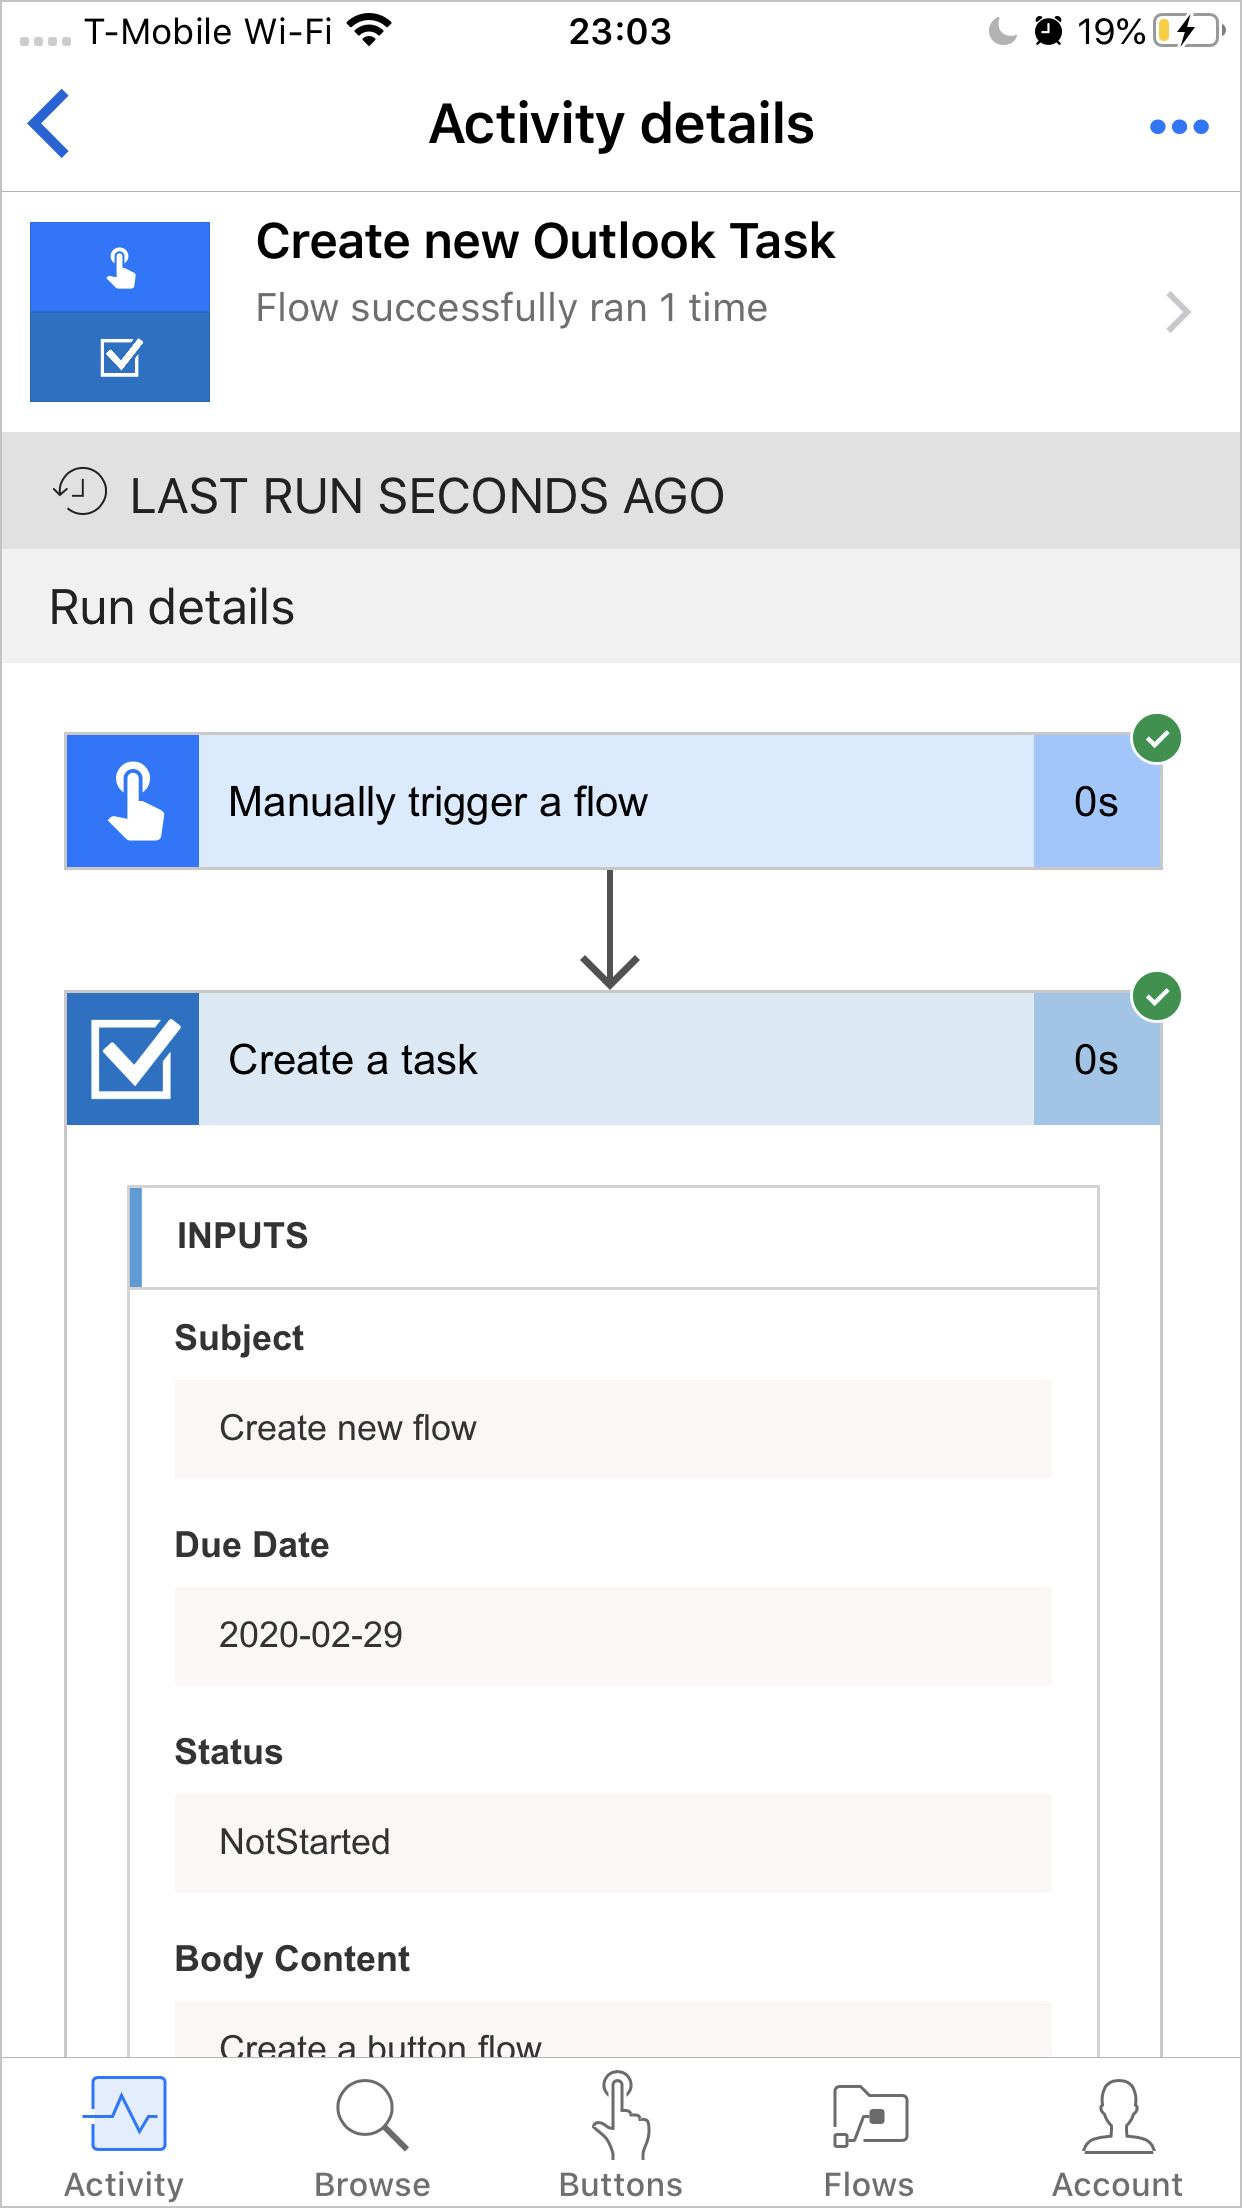 T-Mobile Wi-Fi 23:03 19%
Activity details
Create new Outlook Task
Flow successfully ran 1 time
LAST RUN SECONDS AGO
Run details
Manually trigger a flow 0s
Create a task 0s
INPUTS
Subject
Create new flow
Due Date
2020-02-29
Status
NotStarted
Body Content
Create a button flow
Activity Browse Buttons Flows Account